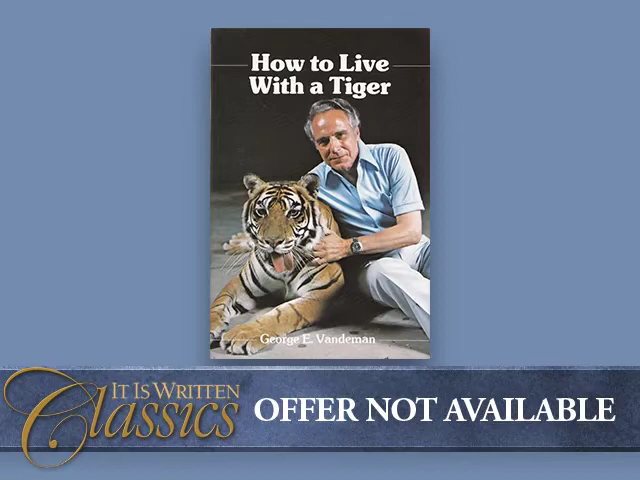 How to Live
With a Tiger
George E. Vandeman
It Is Written
Classics
OFFER NOT AVAILABLE